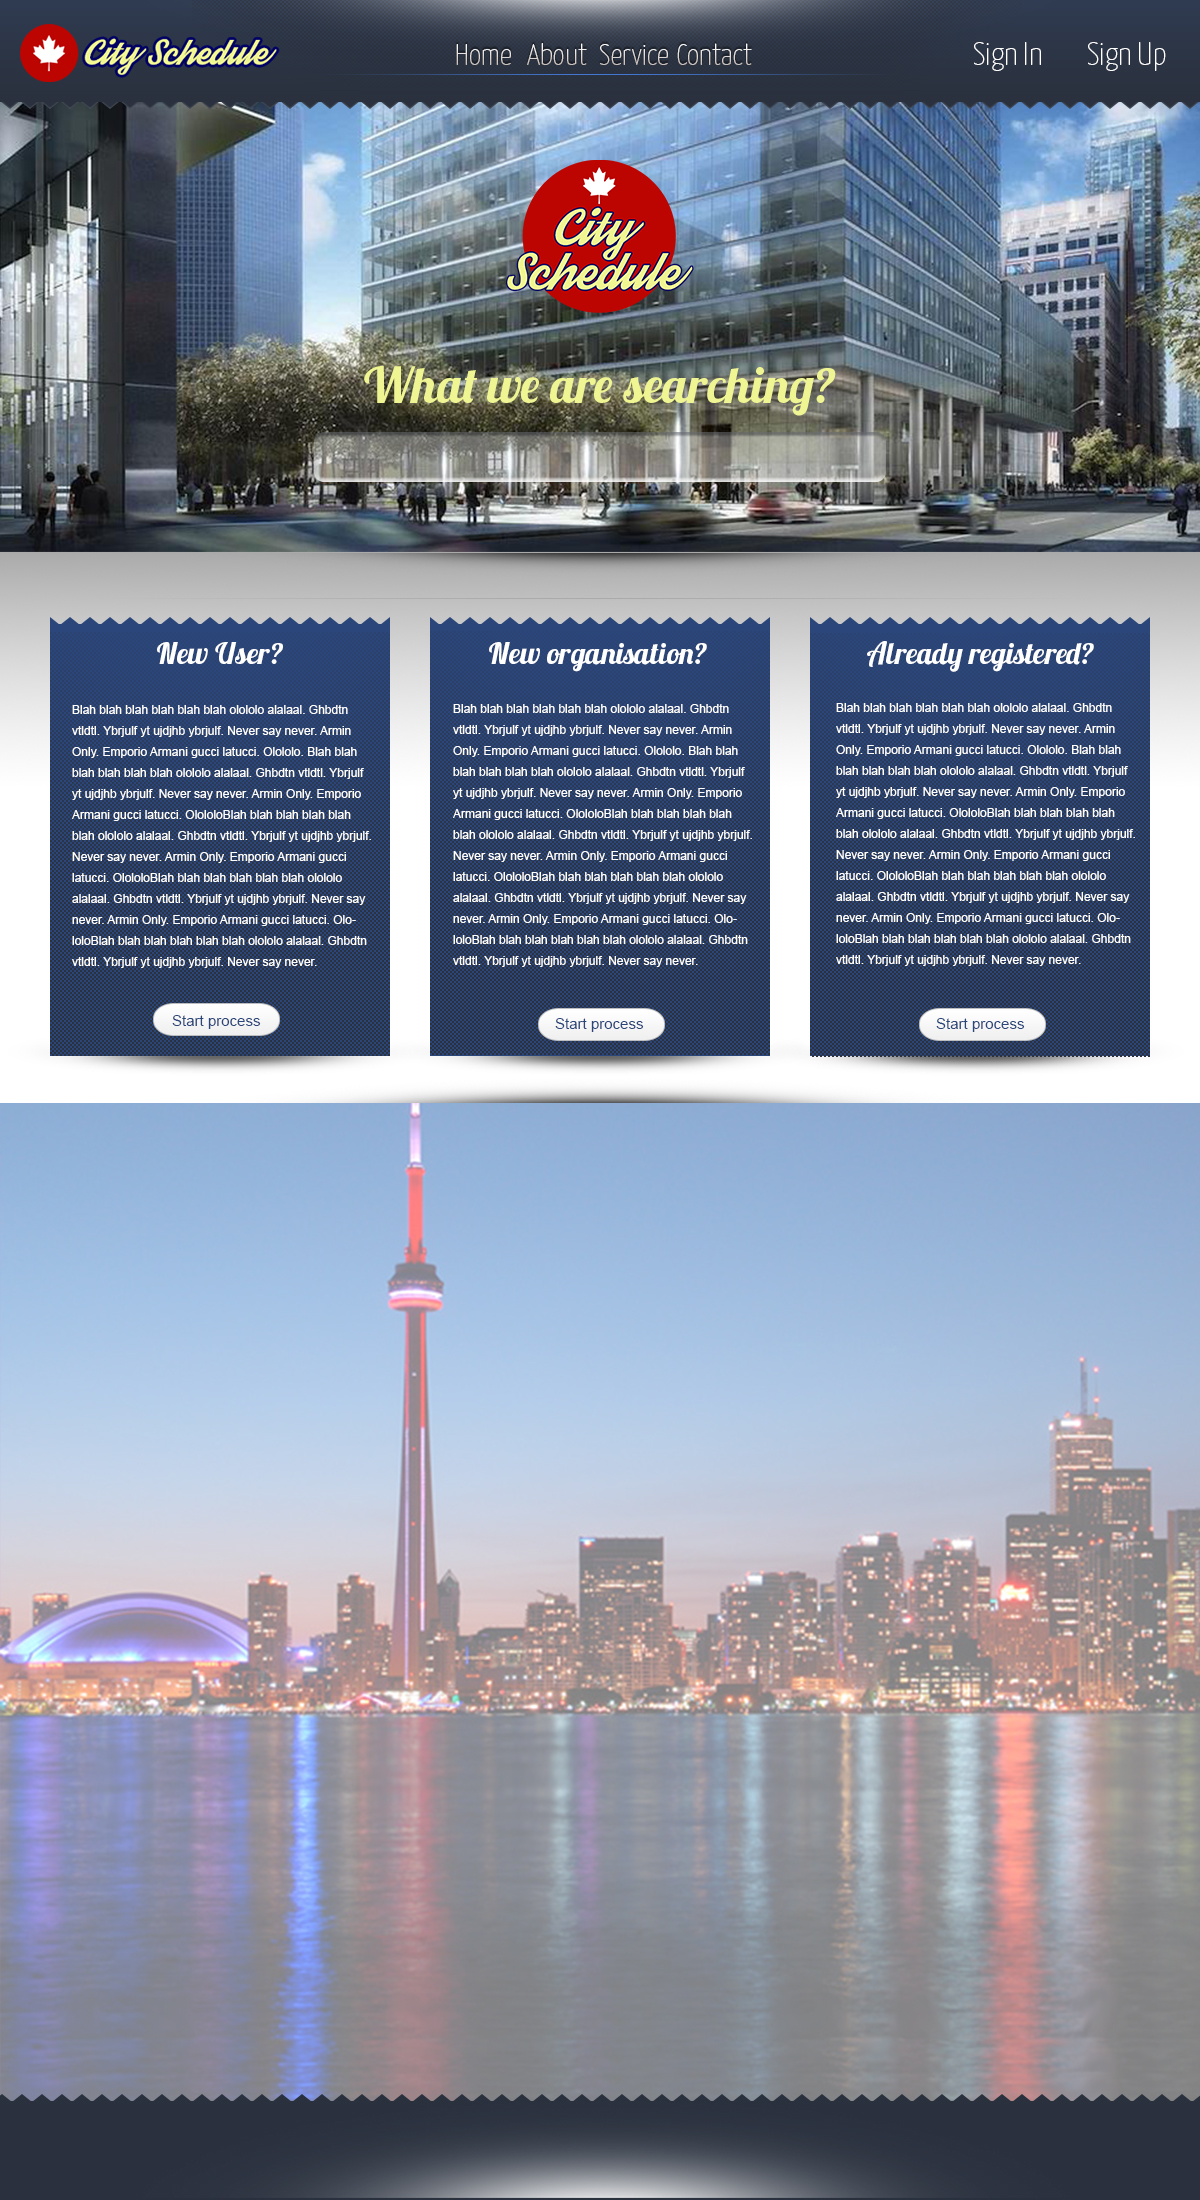 City Schedule
Home About Service Contact
Sign In Sign Up
City
Schedule
What we are searching?
New User?
Blah blah blah blah blah blah olololo alalaal. Ghbdtn
vtldtl. Ybrjulf yt ujdjhb ybrjulf. Never say never. Armin
Only. Emporio Armani gucci latucci. Olololo. Blah blah
blah blah blah blah olololo alalaal. Ghbdtn vtldtl. Ybrjulf
yt ujdjhb ybrjulf. Never say never. Armin Only. Emporio
Armani gucci latucci. OlololoBlah blah blah blah blah
blah olololo alalaal. Ghbdtn vtldtl. Ybrjulf yt ujdjhb ybrjulf.
Never say never. Armin Only. Emporio Armani gucci
latucci. OlololoBlah blah blah blah blah blah olololo
alalaal. Ghbdtn vtldtl. Ybrjulf yt ujdjhb ybrjulf. Never say
never. Armin Only. Emporio Armani gucci latucci. Olo-
loloBlah blah blah blah blah blah olololo alalaal. Ghbdtn
vtldtl. Ybrjulf yt ujdjhb ybrjulf. Never say never.
Start process
New organisation?
Blah blah blah blah blah blah olololo alalaal. Ghbdtn
vtldtl. Ybrjulf yt ujdjhb ybrjulf. Never say never. Armin
Only. Emporio Armani gucci latucci. Olololo. Blah blah
blah blah blah blah olololo alalaal. Ghbdtn vtldtl. Ybrjulf
yt ujdjhb ybrjulf. Never say never. Armin Only. Emporio
Armani gucci latucci. OlololoBlah blah blah blah blah
blah olololo alalaal. Ghbdtn vtldtl. Ybrjulf yt ujdjhb ybrjulf.
Never say never. Armin Only. Emporio Armani gucci
latucci. OlololoBlah blah blah blah blah blah olololo
alalaal. Ghbdtn vtldtl. Ybrjulf yt ujdjhb ybrjulf. Never say
never. Armin Only. Emporio Armani gucci latucci. Olo-
loloBlah blah blah blah blah blah olololo alalaal. Ghbdtn
vtldtl. Ybrjulf yt ujdjhb ybrjulf. Never say never.
Start process
Already registered?
Blah blah blah blah blah blah olololo alalaal. Ghbdtn
vtldtl. Ybrjulf yt ujdjhb ybrjulf. Never say never. Armin
Only. Emporio Armani gucci latucci. Olololo. Blah blah
blah blah blah blah olololo alalaal. Ghbdtn vtldtl. Ybrjulf
yt ujdjhb ybrjulf. Never say never. Armin Only. Emporio
Armani gucci latucci. OlololoBlah blah blah blah blah
blah olololo alalaal. Ghbdtn vtldtl. Ybrjulf yt ujdjhb ybrjulf.
Never say never. Armin Only. Emporio Armani gucci
latucci. OlololoBlah blah blah blah blah blah olololo
alalaal. Ghbdtn vtldtl. Ybrjulf yt ujdjhb ybrjulf. Never say
never. Armin Only. Emporio Armani gucci latucci. Olo-
loloBlah blah blah blah blah blah olololo alalaal. Ghbdtn
vtldtl. Ybrjulf yt ujdjhb ybrjulf. Never say never.
Start process